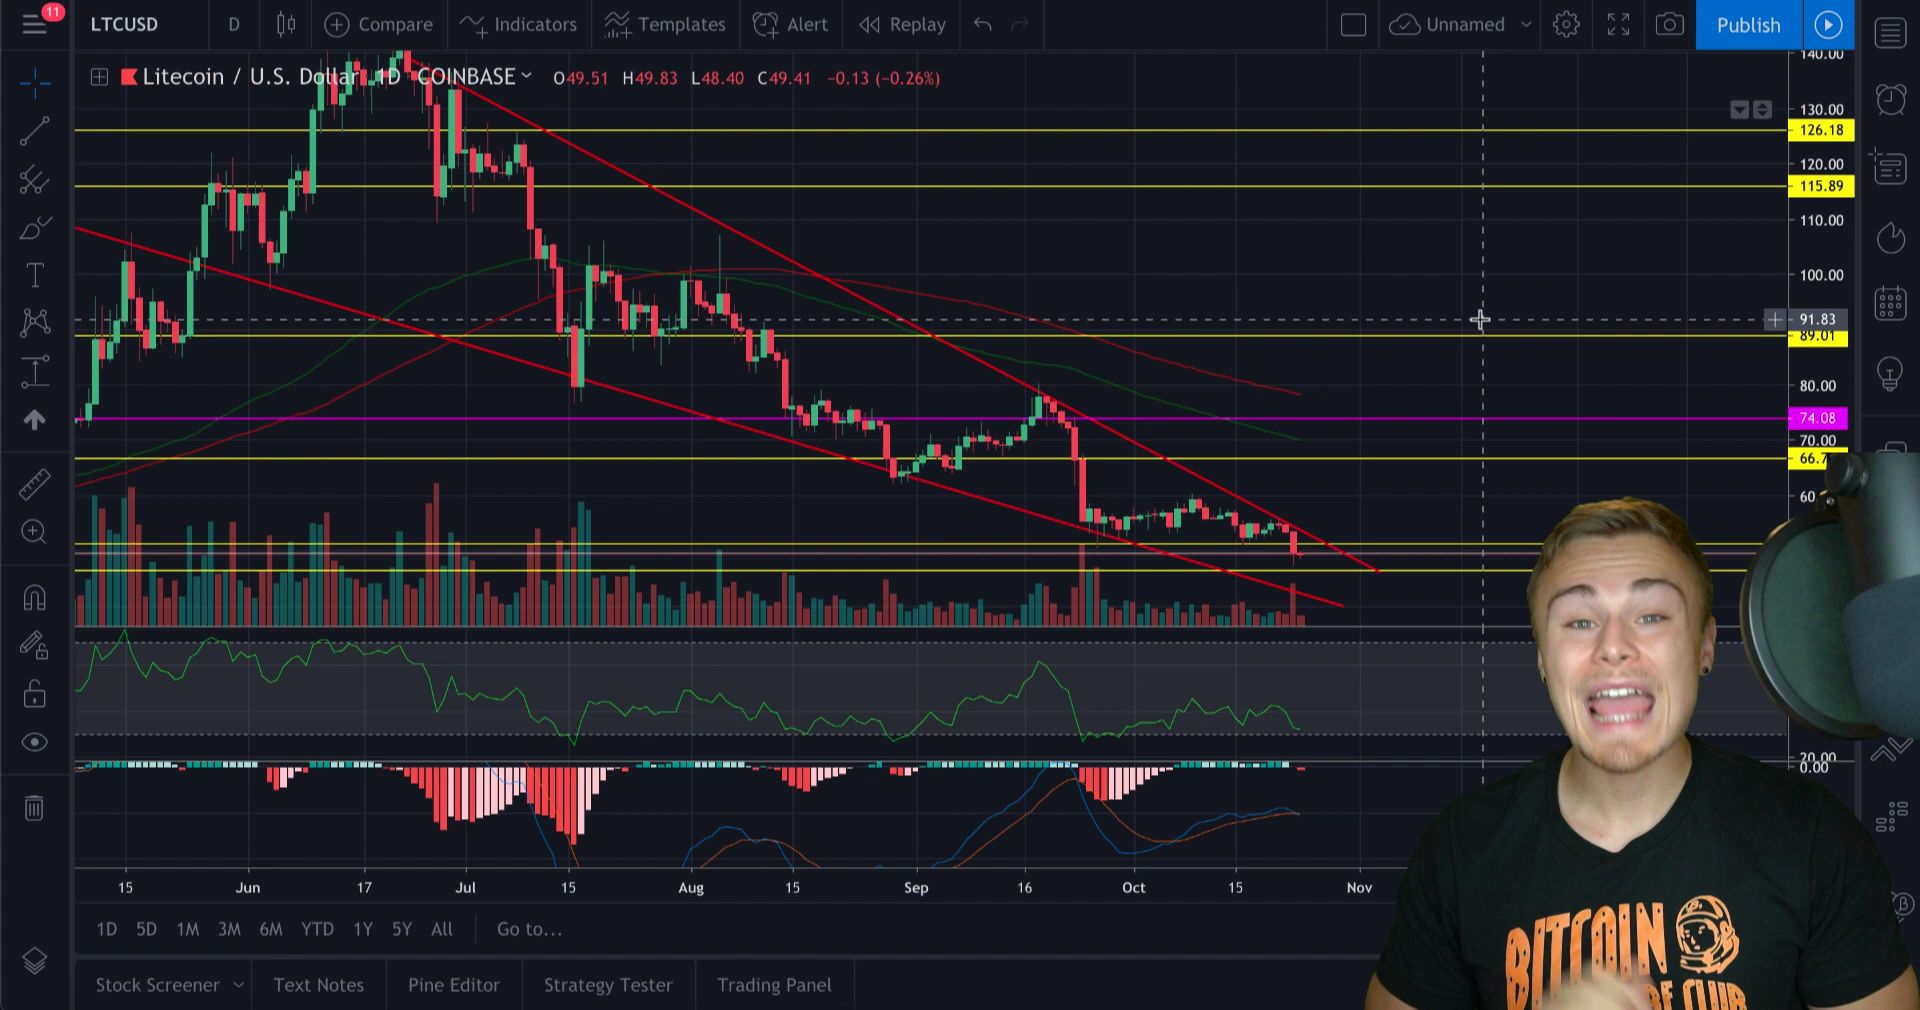 11
LTCUSD D Compare Indicators Templates Alert Replay Unnamed Publish
Litecoin / U.S. Dollar 1D COINBASE O49.51 H49.83 L48.40 C49.41 −0.13 (−0.26%)
140.00
130.00
126.18
120.00
115.89
110.00
100.00
91.83
89.01
80.00
74.08
70.00
66.7
60
20.00
0.00
15 Jun 17 Jul 15 Aug 15 Sep 16 Oct 15 Nov
1D 5D 1M 3M 6M YTD 1Y 5Y All Go to...
Stock Screener Text Notes Pine Editor Strategy Tester Trading Panel
BITCOIN
CLUB